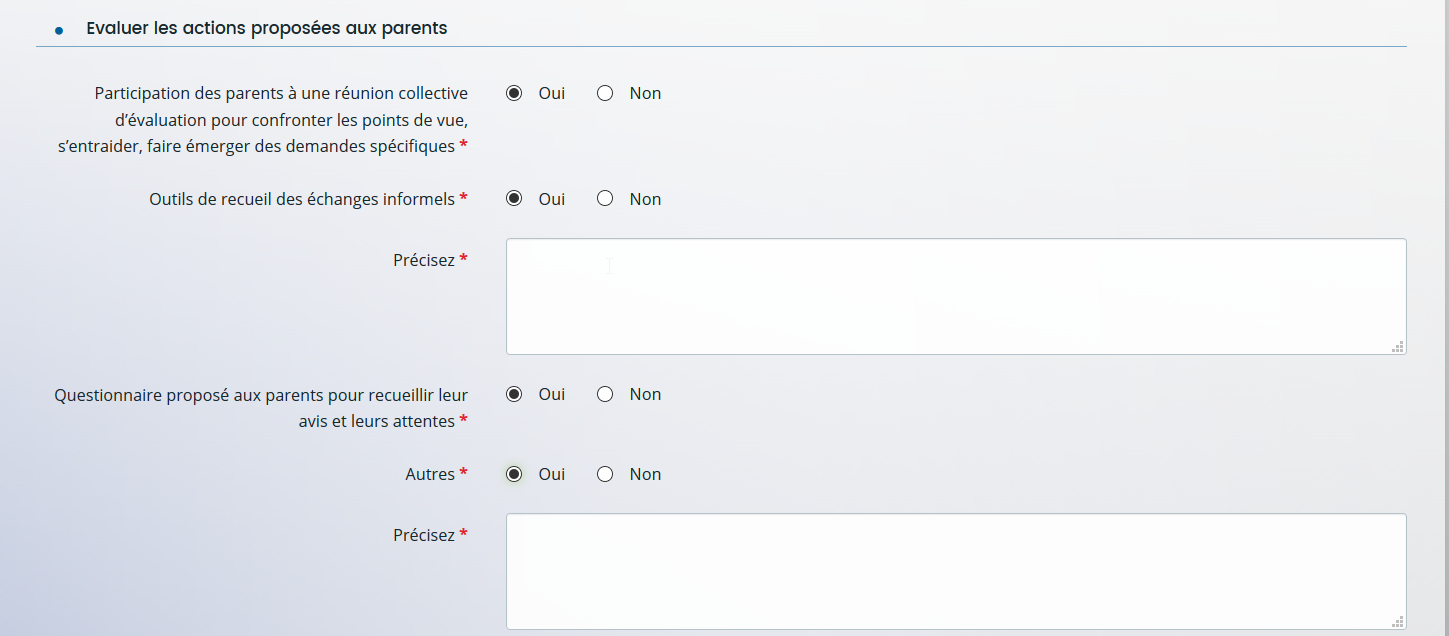 Evaluer les actions proposées aux parents
Participation des parents à une réunion collective
d’évaluation pour confronter les points de vue,
s’entraider, faire émerger des demandes spécifiques *
Oui Non
Outils de recueil des échanges informels * Oui Non
Précisez *
Questionnaire proposé aux parents pour recueillir leur
avis et leurs attentes *
Oui Non
Autres * Oui Non
Précisez *